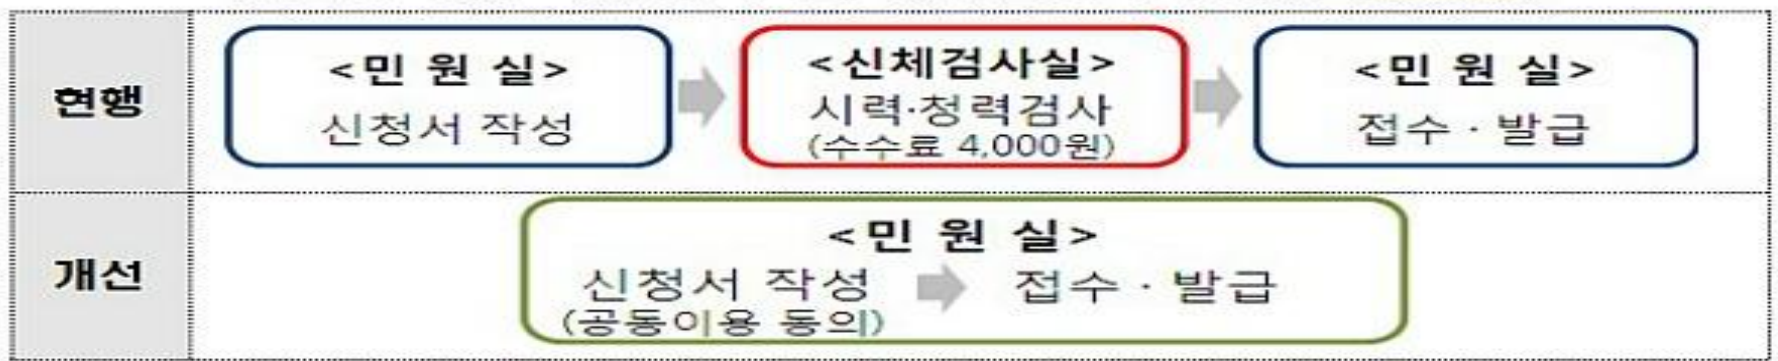 현행
<민 원 실>
신청서 작성
<신체검사실>
시력·청력검사
(수수료 4,000원)
<민 원 실>
접수 · 발급
개선
<민 원 실>
신청서 작성
(공동이용 동의)
접수 · 발급